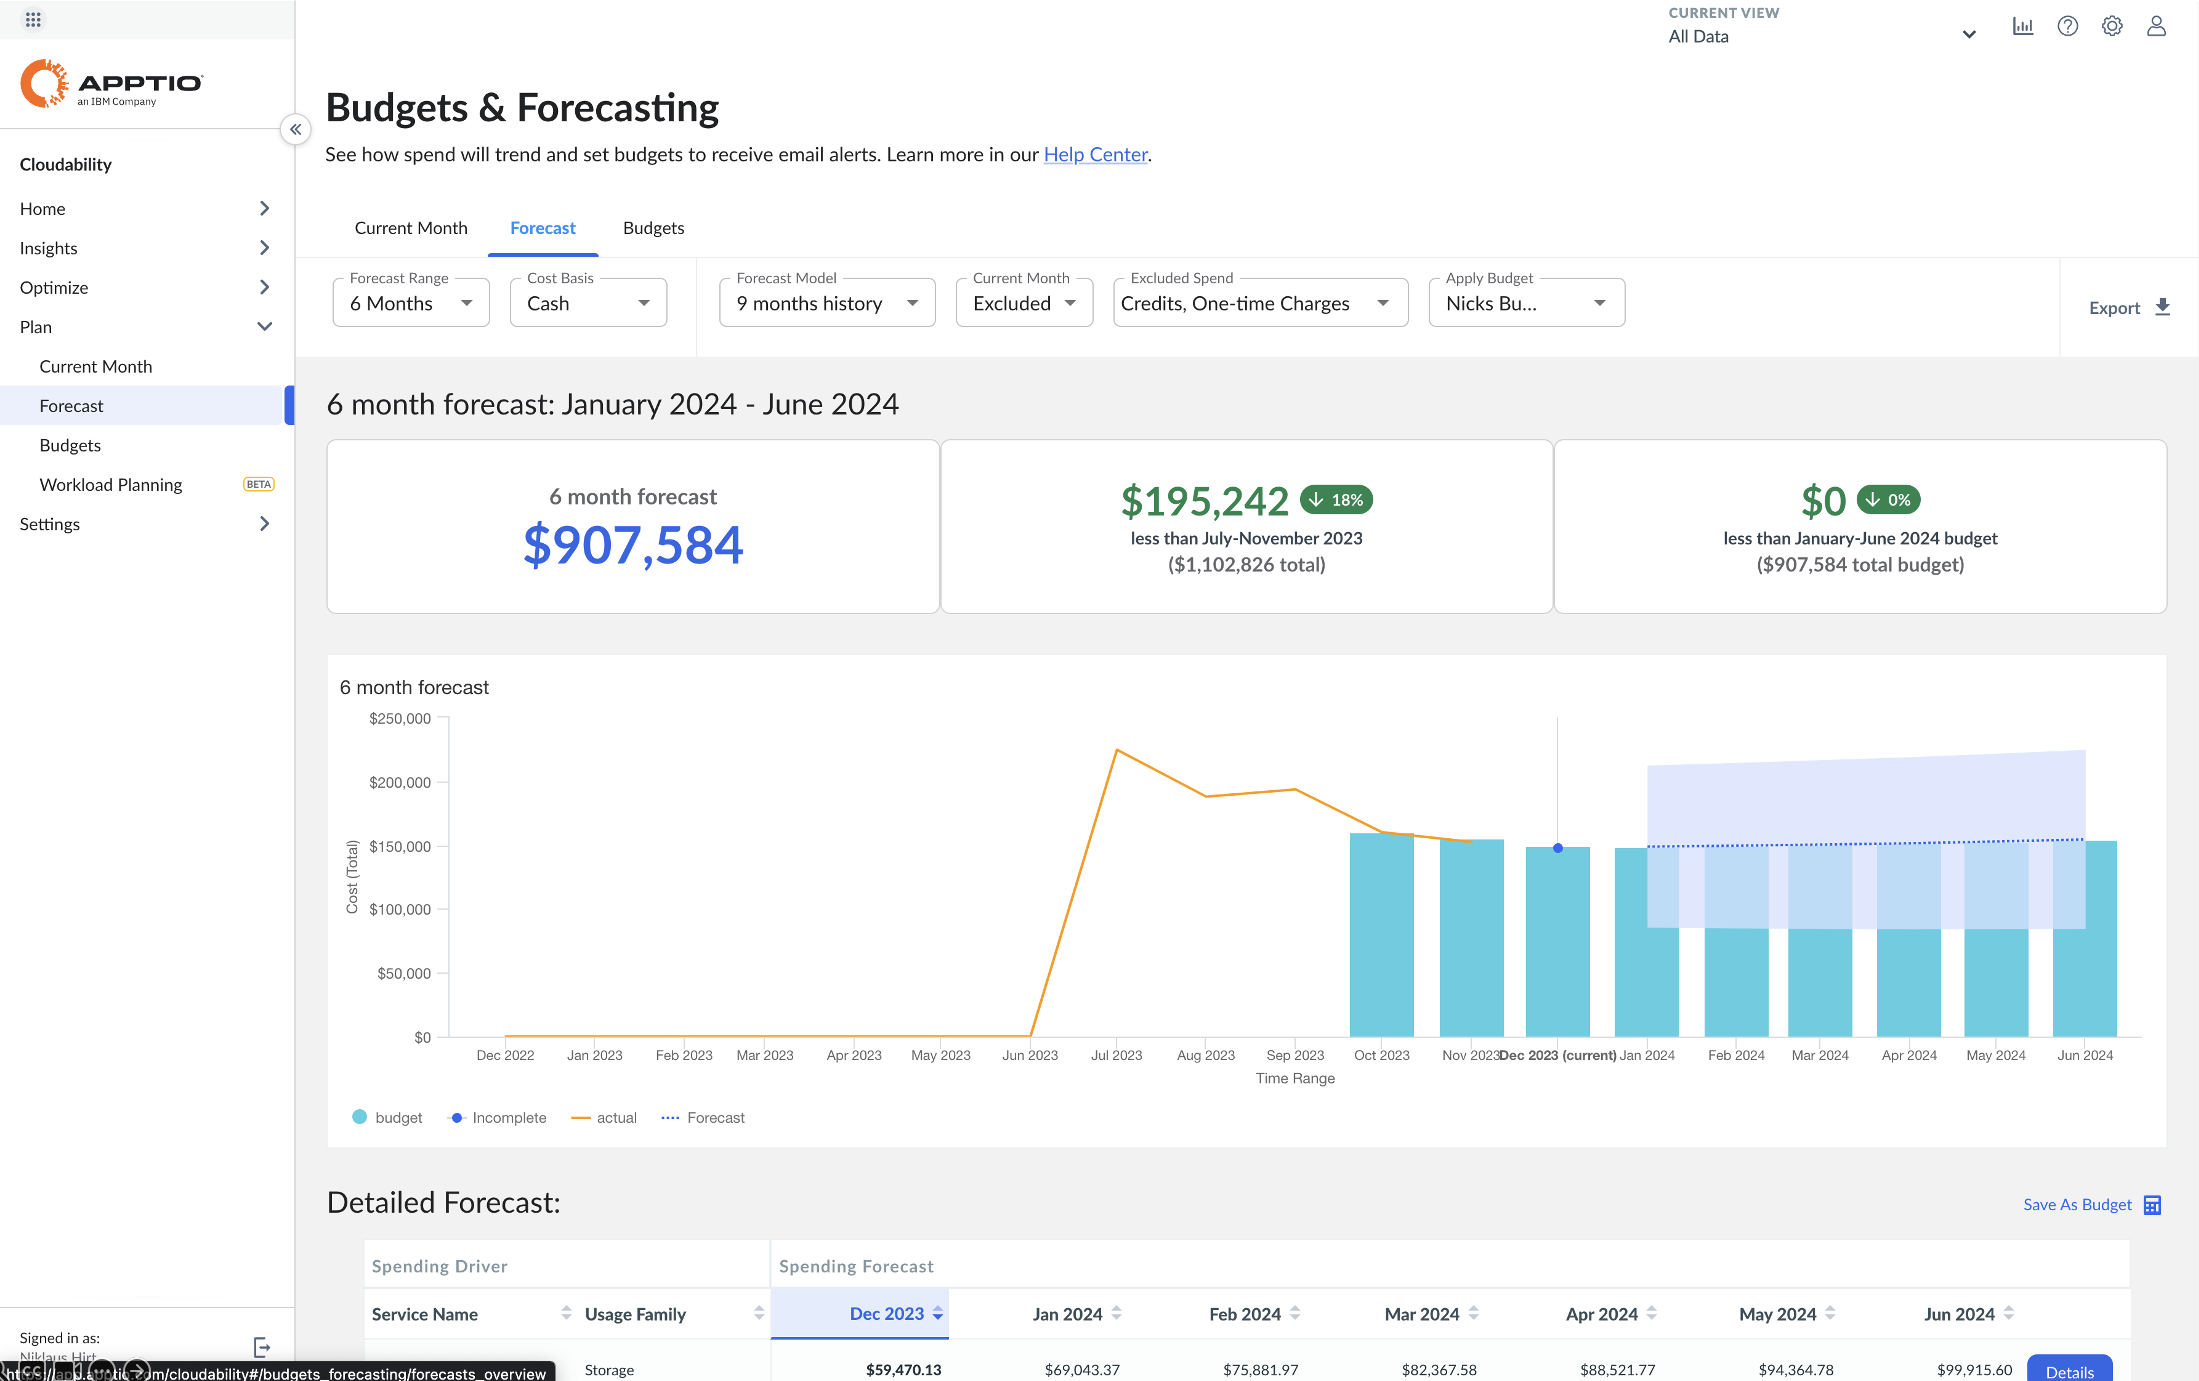 CURRENT VIEW
All Data
APPTIO
an IBM Company
Budgets & Forecasting
See how spend will trend and set budgets to receive email alerts. Learn more in our Help Center.
Cloudability
Home
Insights
Optimize
Plan
Current Month
Forecast
Budgets
Workload Planning BETA
Settings
Current Month Forecast Budgets
Forecast Range Cost Basis Forecast Model Current Month Excluded Spend Apply Budget
6 Months Cash 9 months history Excluded Credits, One-time Charges Nicks Bu...
Export
6 month forecast: January 2024 - June 2024
6 month forecast
$907,584
$195,242 18%
less than July-November 2023
($1,102,826 total)
$0 0%
less than January-June 2024 budget
($907,584 total budget)
6 month forecast
$250,000
$200,000
$150,000
$100,000
$50,000
$0
Cost (Total)
Dec 2022 Jan 2023 Feb 2023 Mar 2023 Apr 2023 May 2023 Jun 2023 Jul 2023 Aug 2023 Sep 2023 Oct 2023 Nov 2023 Dec 2023 (current) Jan 2024 Feb 2024 Mar 2024 Apr 2024 May 2024 Jun 2024
Time Range
budget Incomplete actual Forecast
Detailed Forecast:
Save As Budget
Spending Driver Spending Forecast
Service Name Usage Family Dec 2023 Jan 2024 Feb 2024 Mar 2024 Apr 2024 May 2024 Jun 2024
Storage $59,470.13 $69,043.37 $75,881.97 $82,367.58 $88,521.77 $94,364.78 $99,915.60 Details
Signed in as:
Niklaus Hirt
om/cloudability#/budgets_forecasting/forecasts_overview